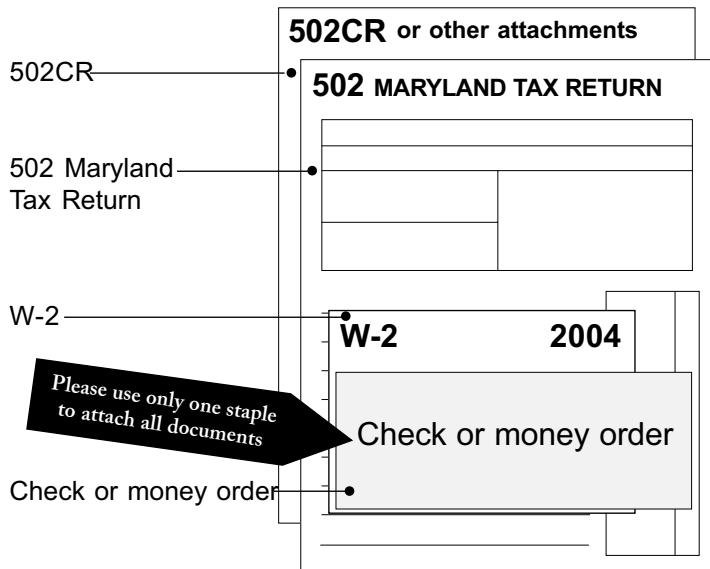 502CR or other attachments
502CR
502 MARYLAND TAX RETURN
502 Maryland
Tax Return
W-2
W-2 2004
Please use only one staple
to attach all documents
Check or money order
Check or money order